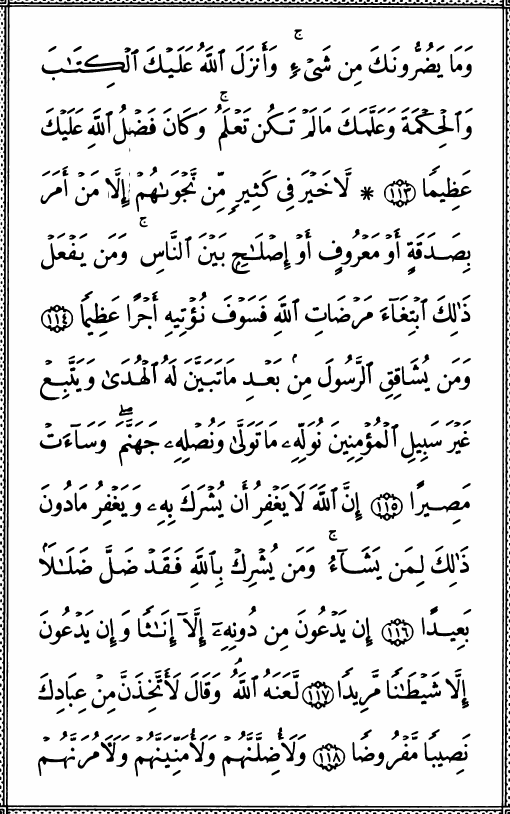 وَمَا يَضُرُّونَكَ مِن شَىْءٍۚ وَأَنزَلَ ٱللَّهُ عَلَيْكَ ٱلْكِتَٰبَ
وَٱلْحِكْمَةَ وَعَلَّمَكَ مَا لَمْ تَكُن تَعْلَمُۚ وَكَانَ فَضْلُ ٱللَّهِ عَلَيْكَ
عَظِيمًا ١١٣ * لَّا خَيْرَ فِى كَثِيرٍ مِّن نَّجْوَىٰهُمْ إِلَّا مَنْ أَمَرَ
بِصَدَقَةٍ أَوْ مَعْرُوفٍ أَوْ إِصْلَٰحٍۭ بَيْنَ ٱلنَّاسِۚ وَمَن يَفْعَلْ
ذَٰلِكَ ٱبْتِغَآءَ مَرْضَاتِ ٱللَّهِ فَسَوْفَ نُؤْتِيهِ أَجْرًا عَظِيمًا ١١٤
وَمَن يُشَاقِقِ ٱلرَّسُولَ مِنۢ بَعْدِ مَا تَبَيَّنَ لَهُ ٱلْهُدَىٰ وَيَتَّبِعْ
غَيْرَ سَبِيلِ ٱلْمُؤْمِنِينَ نُوَلِّهِۦ مَا تَوَلَّىٰ وَنُصْلِهِۦ جَهَنَّمَۖ وَسَآءَتْ
مَصِيرًا ١١٥ إِنَّ ٱللَّهَ لَا يَغْفِرُ أَن يُشْرَكَ بِهِۦ وَيَغْفِرُ مَا دُونَ
ذَٰلِكَ لِمَن يَشَآءُۚ وَمَن يُشْرِكْ بِٱللَّهِ فَقَدْ ضَلَّ ضَلَٰلًۢا
بَعِيدًا ١١٦ إِن يَدْعُونَ مِن دُونِهِۦٓ إِلَّآ إِنَٰثًا وَإِن يَدْعُونَ
إِلَّا شَيْطَٰنًا مَّرِيدًا ١١٧ لَّعَنَهُ ٱللَّهُۘ وَقَالَ لَأَتَّخِذَنَّ مِنْ عِبَادِكَ
نَصِيبًا مَّفْرُوضًا ١١٨ وَلَأُضِلَّنَّهُمْ وَلَأُمَنِّيَنَّهُمْ وَلَءَامُرَنَّهُمْ